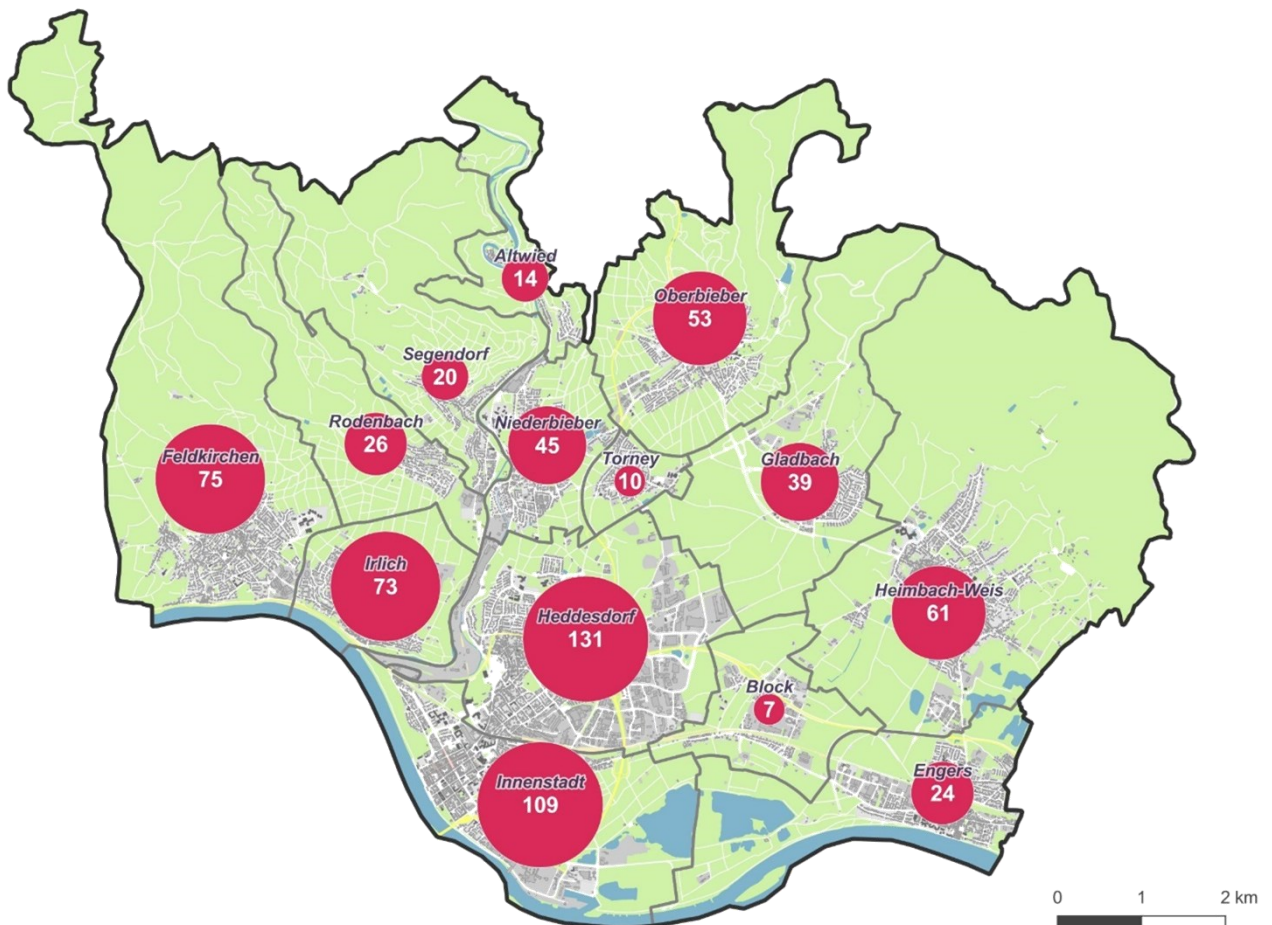 Altwied
14
Oberbieber
53
Segendorf
20
Rodenbach
26
Niederbieber
45
Feldkirchen
75
Torney
10
Gladbach
39
Irlich
73
Heddesdorf
131
Heimbach-Weis
61
Block
7
Innenstadt
109
Engers
24
0 1 2 km